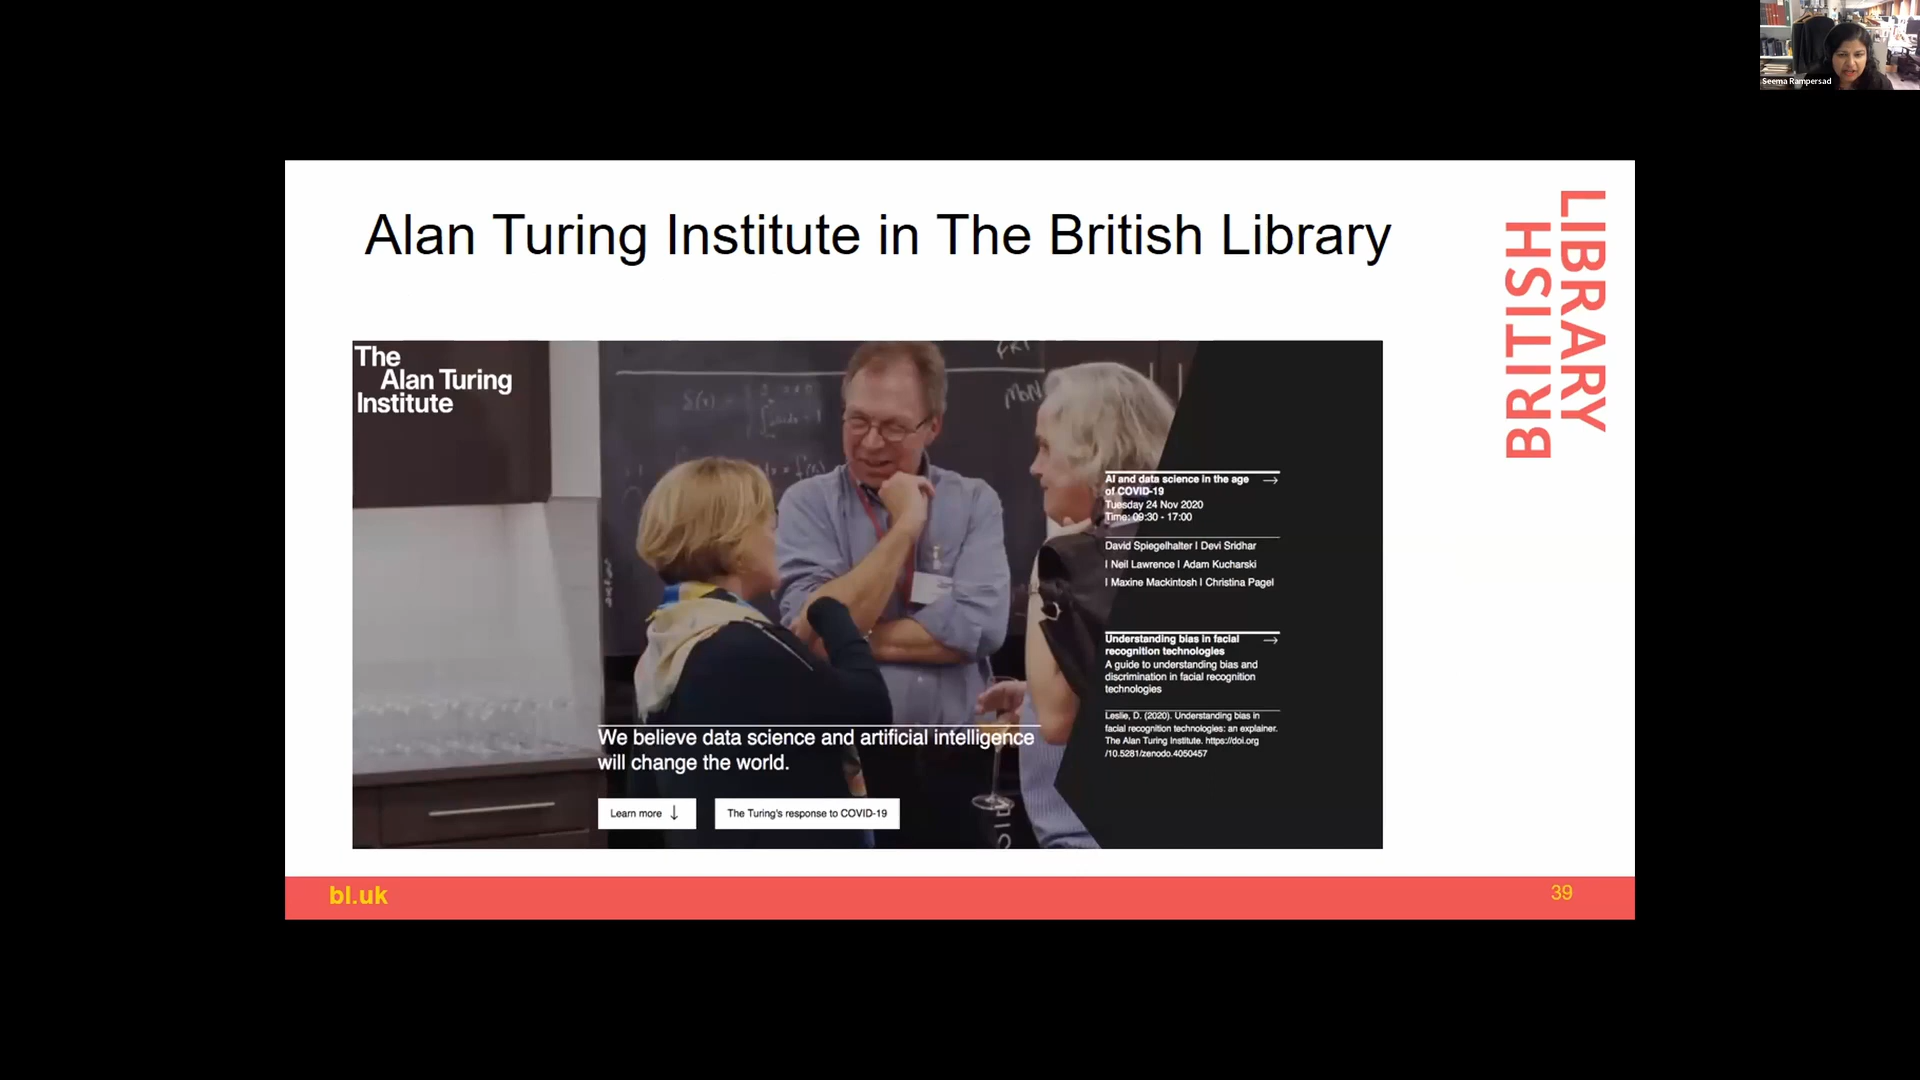 Seema Rampersad
Alan Turing Institute in The British Library
BRITISH
LIBRARY
The
Alan Turing
Institute
AI and data science in the age →
of COVID-19
Tuesday 24 Nov 2020
Time: 09:30 - 17:00
David Spiegelhalter I Devi Sridhar
I Neil Lawrence I Adam Kucharski
I Maxine Mackintosh I Christina Pagel
Understanding bias in facial →
recognition technologies
A guide to understanding bias and
discrimination in facial recognition
technologies
Leslie, D. (2020). Understanding bias in
facial recognition technologies: an explainer.
The Alan Turing Institute. https://doi.org
/10.5281/zenodo.4050457
We believe data science and artificial intelligence
will change the world.
Learn more ↓
The Turing's response to COVID-19
bl.uk
39